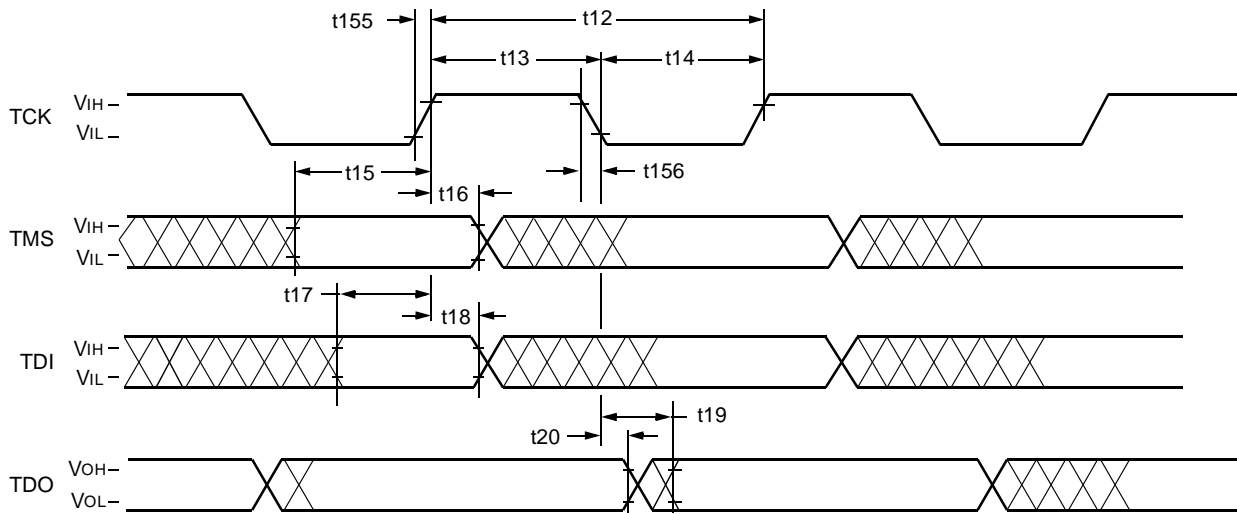 t155
t12
t13
t14
TCK
VIH
VIL
t15
t16
t156
TMS
VIH
VIL
t17
t18
TDI
VIH
VIL
t20
t19
TDO
VOH
VOL